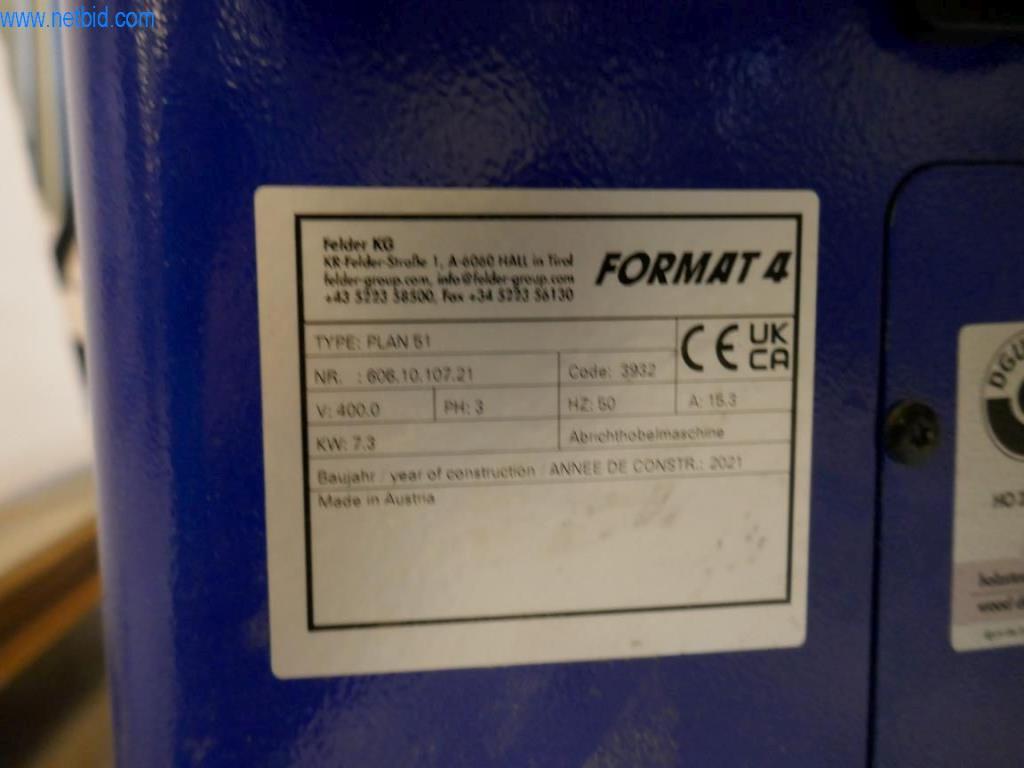 www.netbid.com
Felder KG
KR-Felder-Straße 1, A-6060 HALL in Tirol
felder-group.com, info@felder-group.com
+43 5223 58500, Fax +34 5223 56130
FORMAT 4
TYPE: PLAN 51
CE UK CA
NR. : 606.10.107.21 Code: 3932
V: 400.0 PH: 3 HZ: 50 A: 15.3
KW: 7.3 Abrichthobelmaschine
Baujahr / year of construction / ANNEE DE CONSTR.: 2021
Made in Austria
DGU
HO
wood